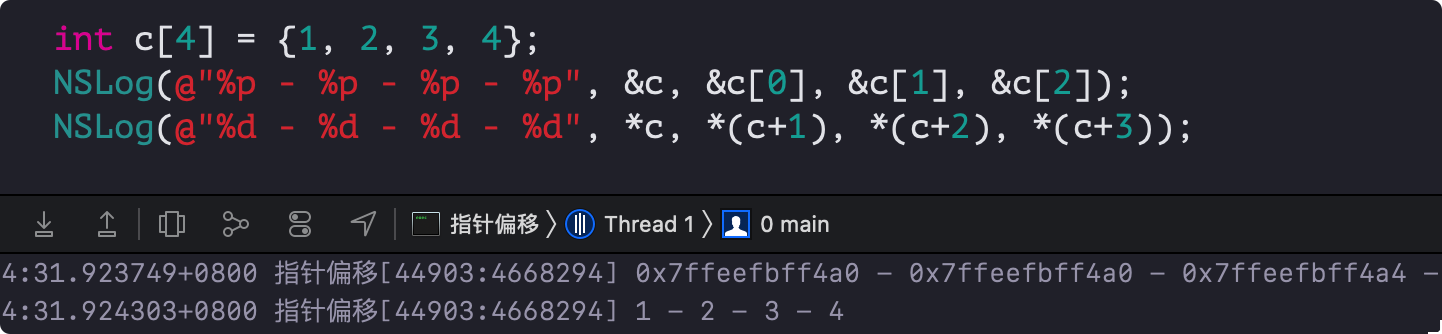 int c[4] = {1, 2, 3, 4};
NSLog(@"%p - %p - %p - %p", &c, &c[0], &c[1], &c[2]);
NSLog(@"%d - %d - %d - %d", *c, *(c+1), *(c+2), *(c+3));
指针偏移 〉 Thread 1 〉 0 main
4:31.923749+0800 指针偏移[44903:4668294] 0x7ffeefbff4a0 - 0x7ffeefbff4a0 - 0x7ffeefbff4a4 -
4:31.924303+0800 指针偏移[44903:4668294] 1 - 2 - 3 - 4